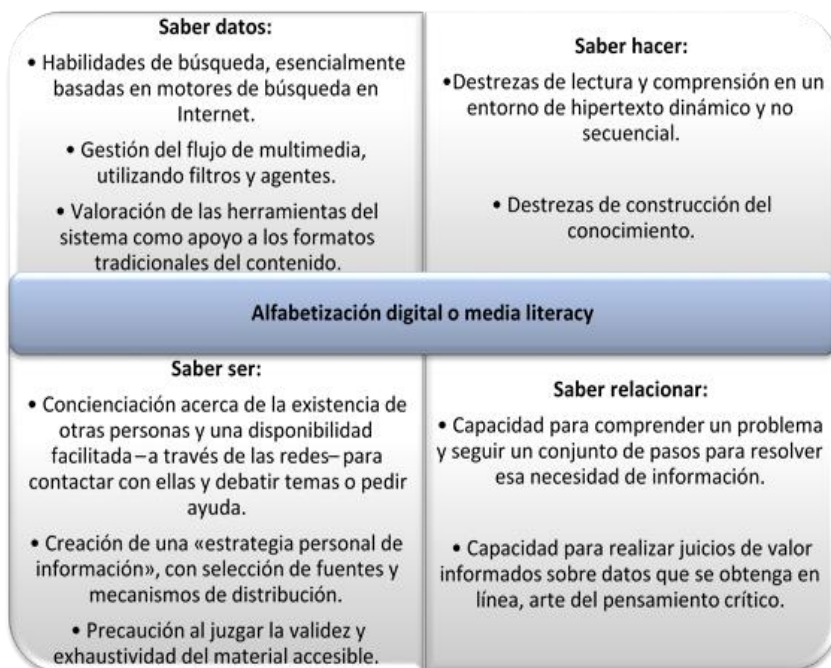 Saber datos:
• Habilidades de búsqueda, esencialmente
basadas en motores de búsqueda en
Internet.
• Gestión del flujo de multimedia,
utilizando filtros y agentes.
• Valoración de las herramientas del
sistema como apoyo a los formatos
tradicionales del contenido.
Saber hacer:
•Destrezas de lectura y comprensión en un
entorno de hipertexto dinámico y no
secuencial.
• Destrezas de construcción del
conocimiento.
Alfabetización digital o media literacy
Saber ser:
• Concienciación acerca de la existencia de
otras personas y una disponibilidad
facilitada –a través de las redes– para
contactar con ellas y debatir temas o pedir
ayuda.
• Creación de una «estrategia personal de
información», con selección de fuentes y
mecanismos de distribución.
• Precaución al juzgar la validez y
exhaustividad del material accesible.
Saber relacionar:
• Capacidad para comprender un problema
y seguir un conjunto de pasos para resolver
esa necesidad de información.
• Capacidad para realizar juicios de valor
informados sobre datos que se obtenga en
línea, arte del pensamiento crítico.